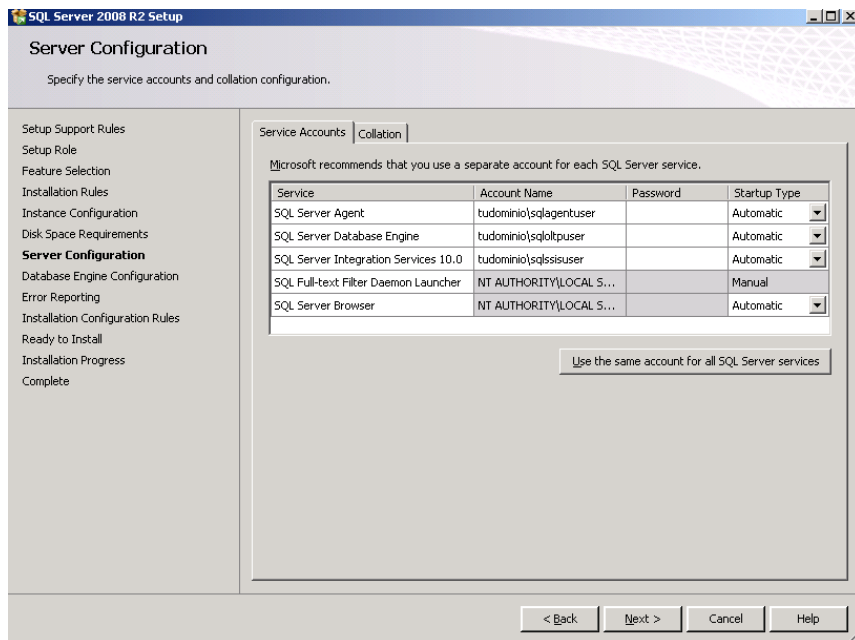 SQL Server 2008 R2 Setup
Server Configuration
Specify the service accounts and collation configuration.
Setup Support Rules
Setup Role
Feature Selection
Installation Rules
Instance Configuration
Disk Space Requirements
Server Configuration
Database Engine Configuration
Error Reporting
Installation Configuration Rules
Ready to Install
Installation Progress
Complete
Service Accounts Collation
Microsoft recommends that you use a separate account for each SQL Server service.
Service Account Name Password Startup Type
SQL Server Agent tudominio\sqlagentuser Automatic
SQL Server Database Engine tudominio\sqloltpuser Automatic
SQL Server Integration Services 10.0 tudominio\sqlssisuser Automatic
SQL Full-text Filter Daemon Launcher NT AUTHORITY\LOCAL S... Manual
SQL Server Browser NT AUTHORITY\LOCAL S... Automatic
Use the same account for all SQL Server services
< Back Next > Cancel Help